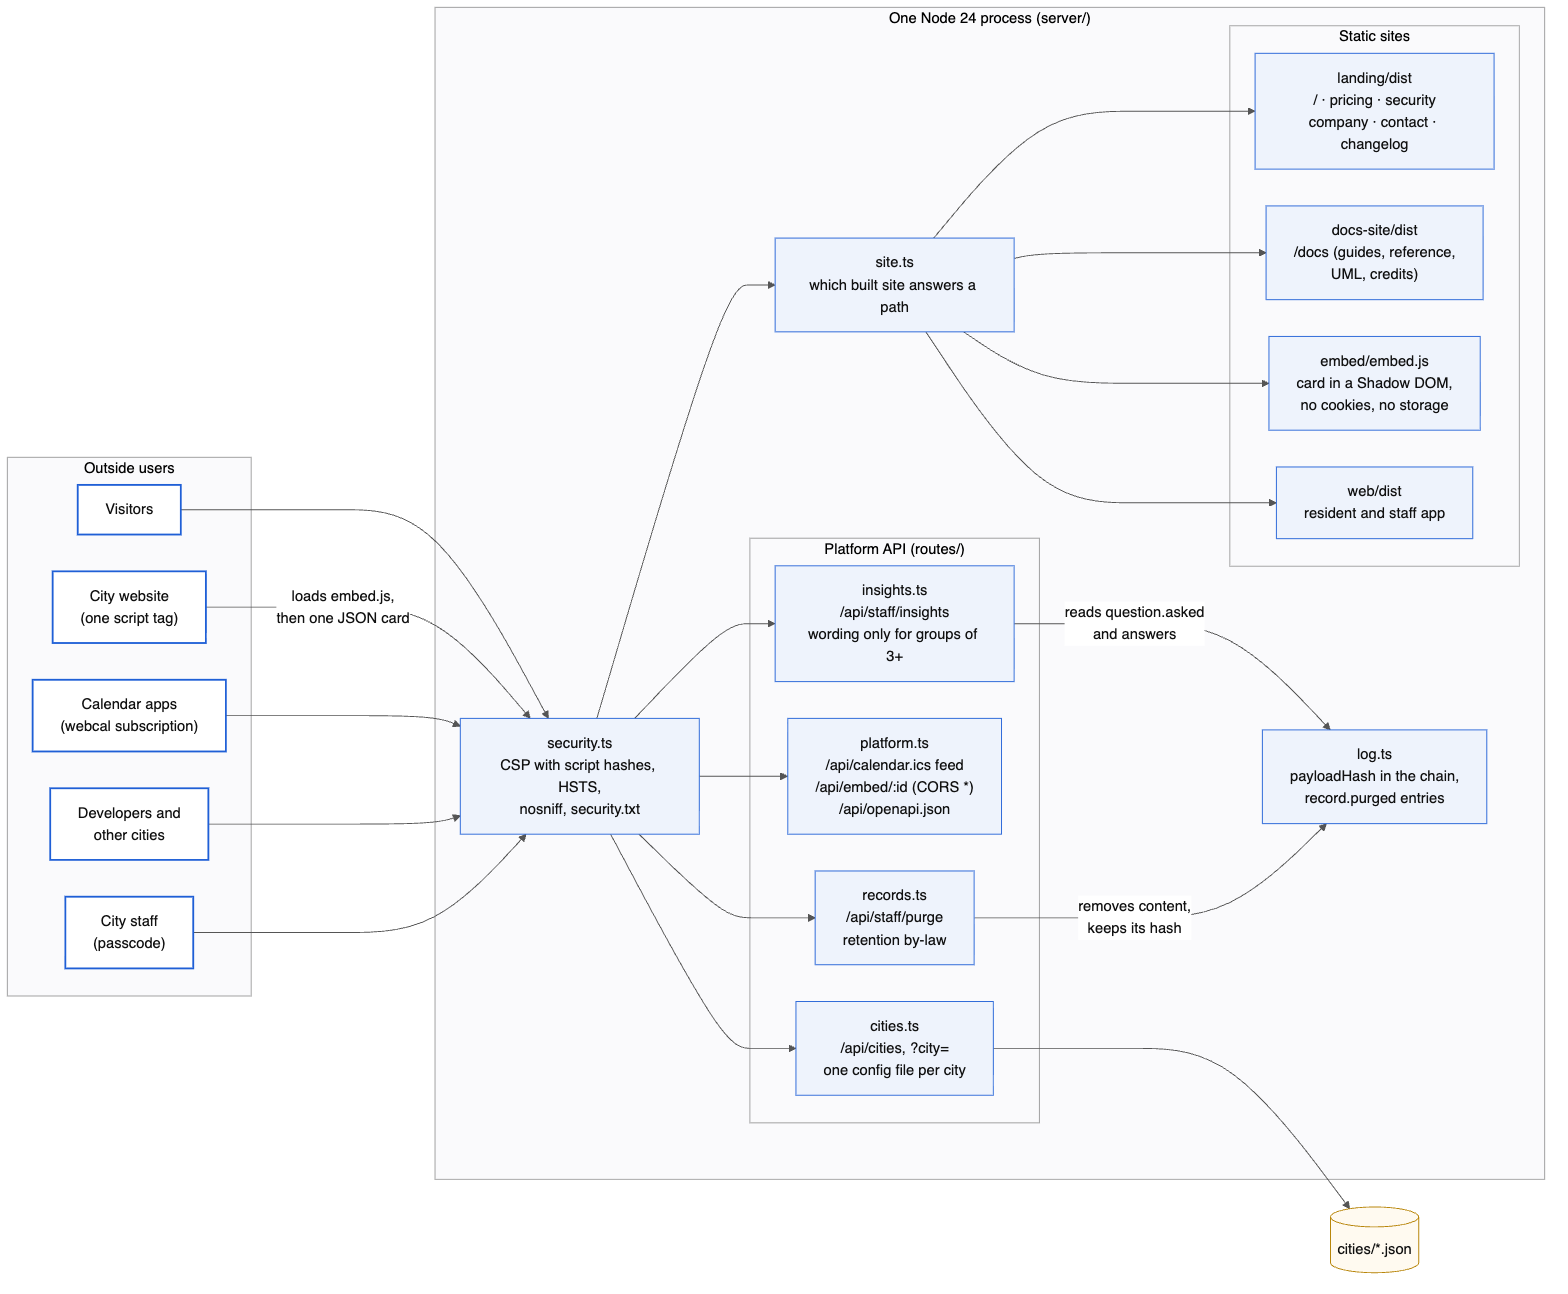 One Node 24 process (server/)
Static sites
landing/dist
/ · pricing · security
company · contact ·
changelog
docs-site/dist
/docs (guides, reference,
UML, credits)
site.ts
which built site answers a
path
embed/embed.js
card in a Shadow DOM,
no cookies, no storage
web/dist
resident and staff app
Outside users
Visitors
City website
(one script tag)
loads embed.js,
then one JSON card
Calendar apps
(webcal subscription)
Developers and
other cities
City staff
(passcode)
security.ts
CSP with script hashes,
HSTS,
nosniff, security.txt
Platform API (routes/)
insights.ts
/api/staff/insights
wording only for groups of
3+
reads question.asked
and answers
platform.ts
/api/calendar.ics feed
/api/embed/:id (CORS *)
/api/openapi.json
log.ts
payloadHash in the chain,
record.purged entries
records.ts
/api/staff/purge
retention by-law
removes content,
keeps its hash
cities.ts
/api/cities, ?city=
one config file per city
cities/*.json